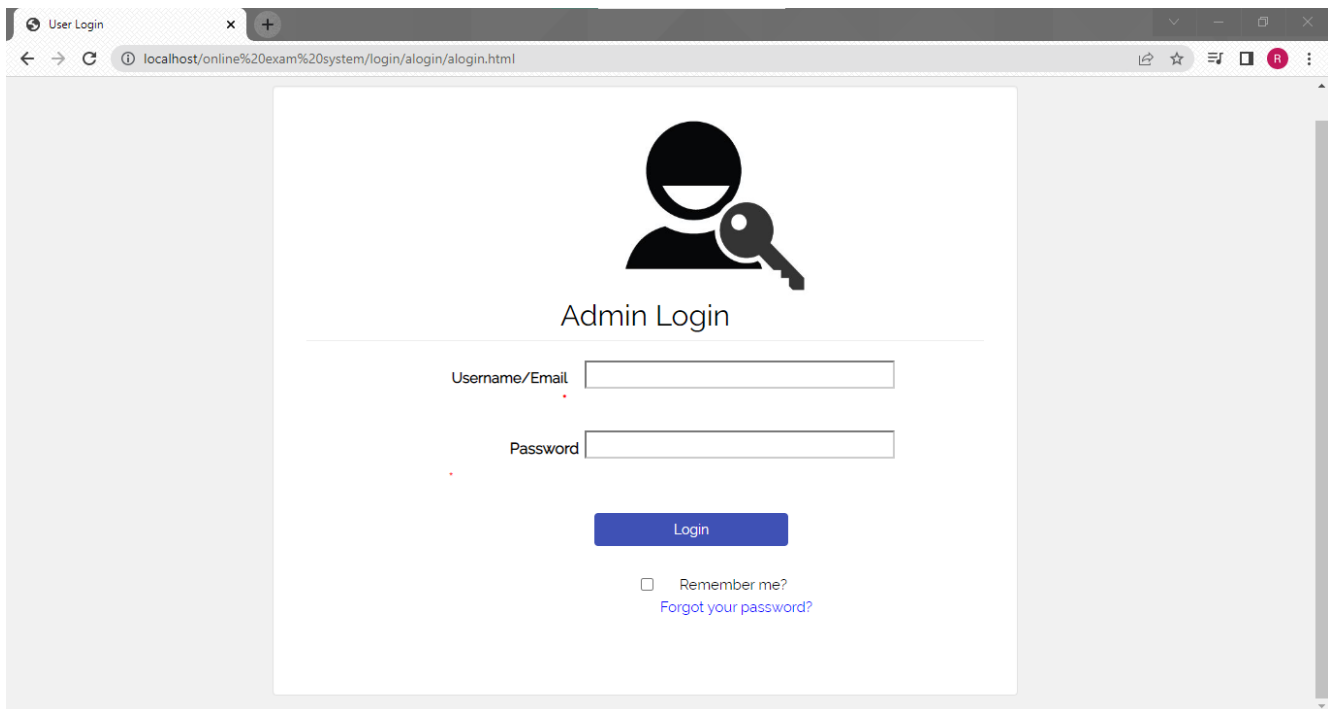 User Login
localhost/online%20exam%20system/login/alogin/alogin.html
R
Admin Login
Username/Email
*
Password
*
Login
Remember me?
Forgot your password?